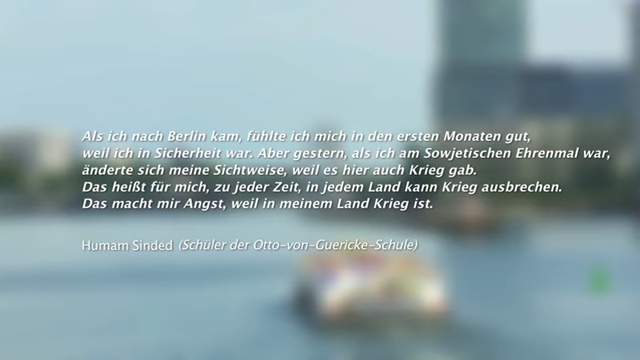 Als ich nach Berlin kam, fühlte ich mich in den ersten Monaten gut,
weil ich in Sicherheit war. Aber gestern, als ich am Sowjetischen Ehrenmal war,
änderte sich meine Sichtweise, weil es hier auch Krieg gab.
Das heißt für mich, zu jeder Zeit, in jedem Land kann Krieg ausbrechen.
Das macht mir Angst, weil in meinem Land Krieg ist.
Humam Sinded (Schüler der Otto-von-Guericke-Schule)